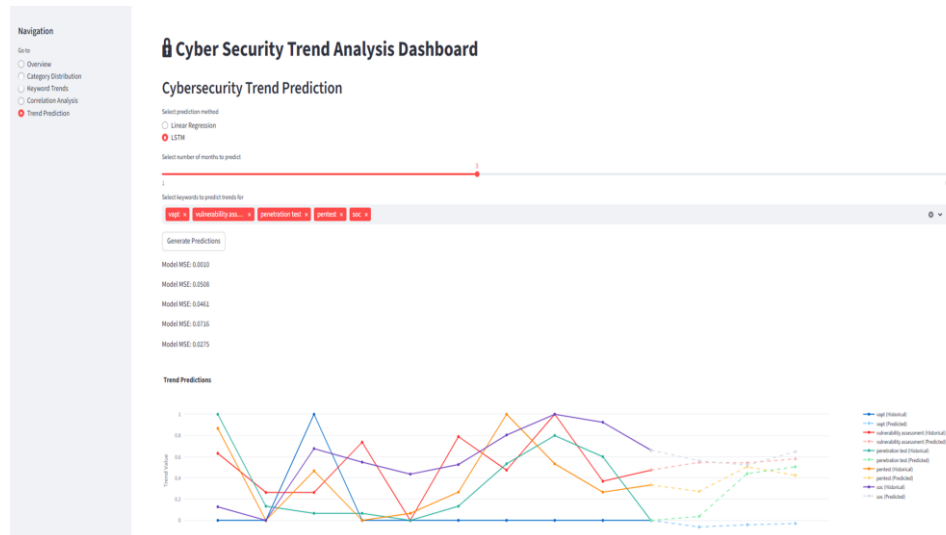 Navigation
Go to
Overview
Category Distribution
Keyword Trends
Correlation Analysis
Trend Prediction
Cyber Security Trend Analysis Dashboard
Cybersecurity Trend Prediction
Select prediction method
Linear Regression
LSTM
Select number of months to predict
3
1
Select keywords to predict trends for
vapt × vulnerability ass... × penetration test × pentest × soc ×
Generate Predictions
Model MSE: 0.0010
Model MSE: 0.0508
Model MSE: 0.0461
Model MSE: 0.0716
Model MSE: 0.0275
Trend Predictions
Trend Value
1
0.8
0.6
0.4
0.2
0
vapt (Historical)
vapt (Predicted)
vulnerability assessment (Historical)
vulnerability assessment (Predicted)
penetration test (Historical)
penetration test (Predicted)
pentest (Historical)
pentest (Predicted)
soc (Historical)
soc (Predicted)